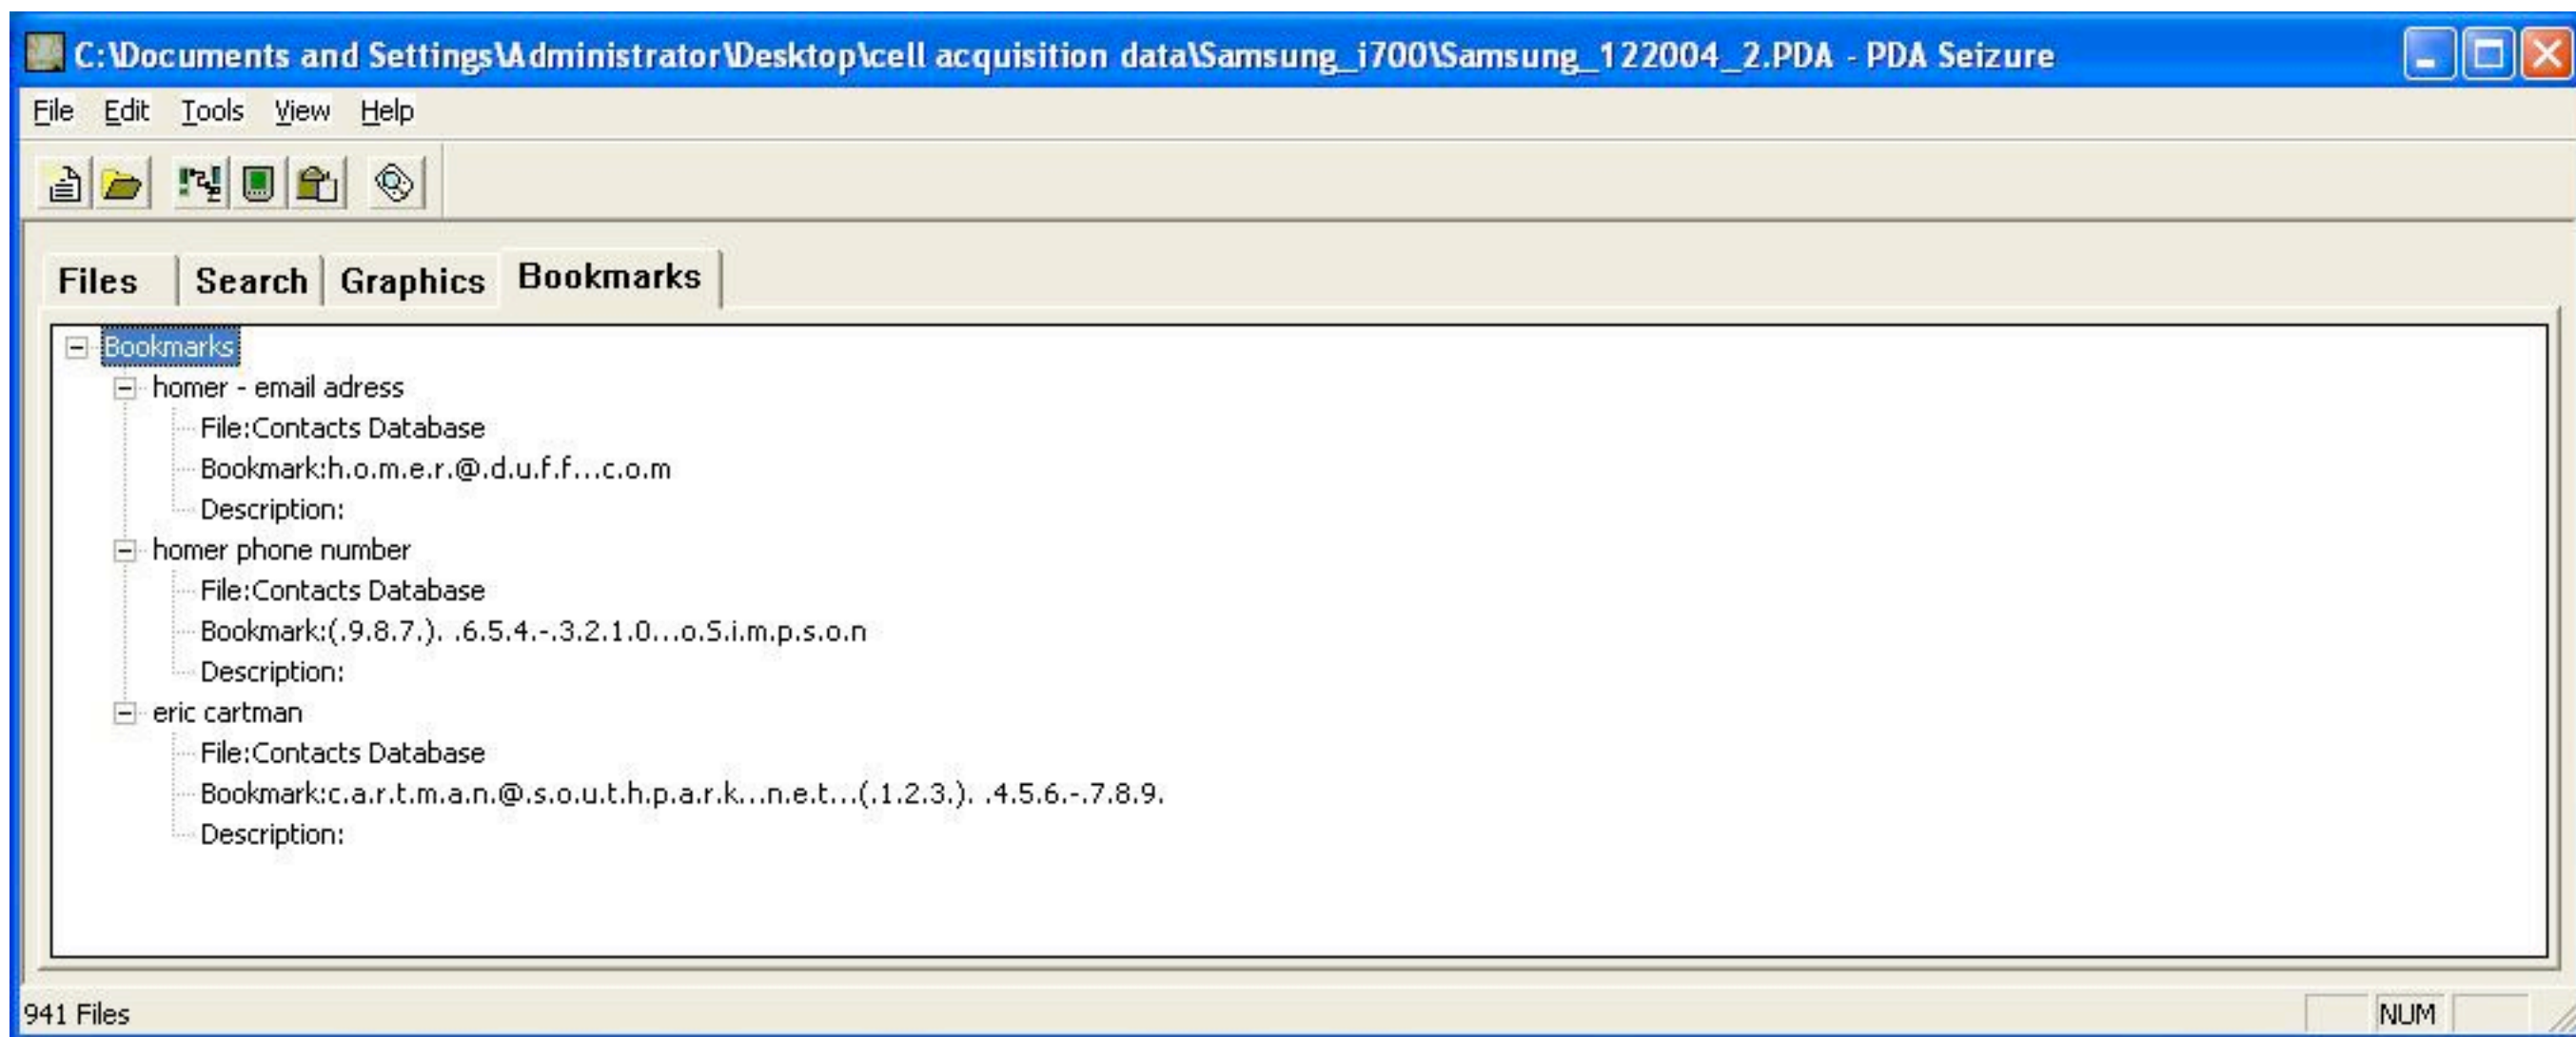 C:\Documents and Settings\Administrator\Desktop\cell acquisition data\Samsung_i700\Samsung_122004_2.PDA - PDA Seizure
File Edit Tools View Help
Files Search Graphics Bookmarks
Bookmarks
homer - email adress
File:Contacts Database
Bookmark:h.o.m.e.r.@.d.u.f.f...c.o.m
Description:
homer phone number
File:Contacts Database
Bookmark:(.9.8.7.). .6.5.4.-.3.2.1.0...o.S.i.m.p.s.o.n
Description:
eric cartman
File:Contacts Database
Bookmark:c.a.r.t.m.a.n.@.s.o.u.t.h.p.a.r.k...n.e.t...(.1.2.3.). .4.5.6.-.7.8.9.
Description:
941 Files NUM